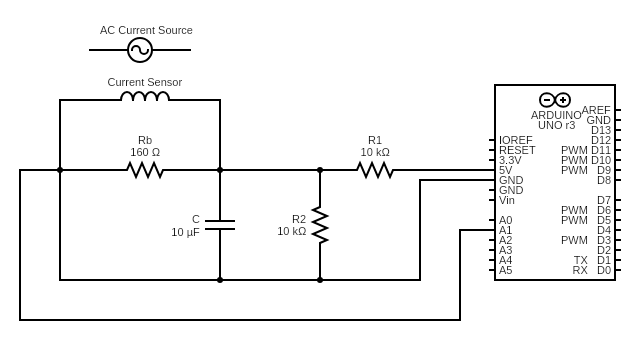 AC Current Source
Current Sensor
Rb
160 Ω
R1
10 kΩ
C
10 µF
R2
10 kΩ
ARDUINO
UNO r3
IOREF
RESET
3.3V
5V
GND
GND
Vin
A0
A1
A2
A3
A4
A5
AREF
GND
D13
D12
PWM D11
PWM D10
PWM D9
D8
D7
PWM D6
PWM D5
D4
PWM D3
D2
TX D1
RX D0